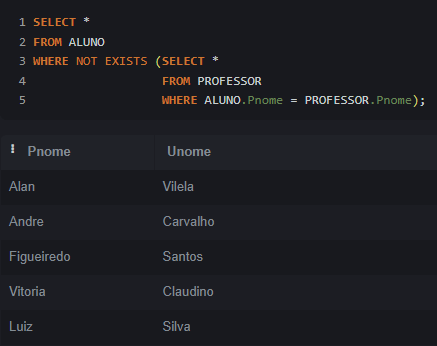 1 SELECT *
2 FROM ALUNO
3 WHERE NOT EXISTS (SELECT *
4 FROM PROFESSOR
5 WHERE ALUNO.Pnome = PROFESSOR.Pnome);
Pnome Unome
Alan Vilela
Andre Carvalho
Figueiredo Santos
Vitoria Claudino
Luiz Silva